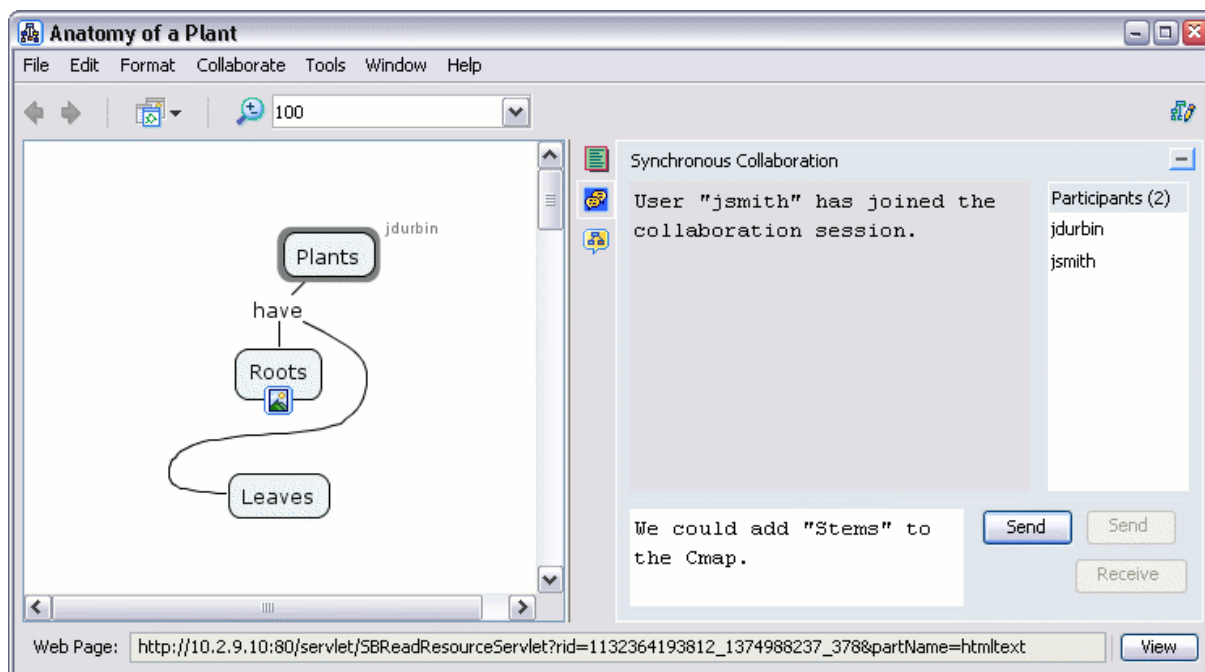 Anatomy of a Plant
File Edit Format Collaborate Tools Window Help
100
jdurbin
Plants
have
Roots
Leaves
Synchronous Collaboration
User "jsmith" has joined the
collaboration session.
Participants (2)
jdurbin
jsmith
We could add "Stems" to
the Cmap.
Send
Send
Receive
Web Page: http://10.2.9.10:80/servlet/SBReadResourceServlet?rid=1132364193812_1374988237_378&partName=htmltext View